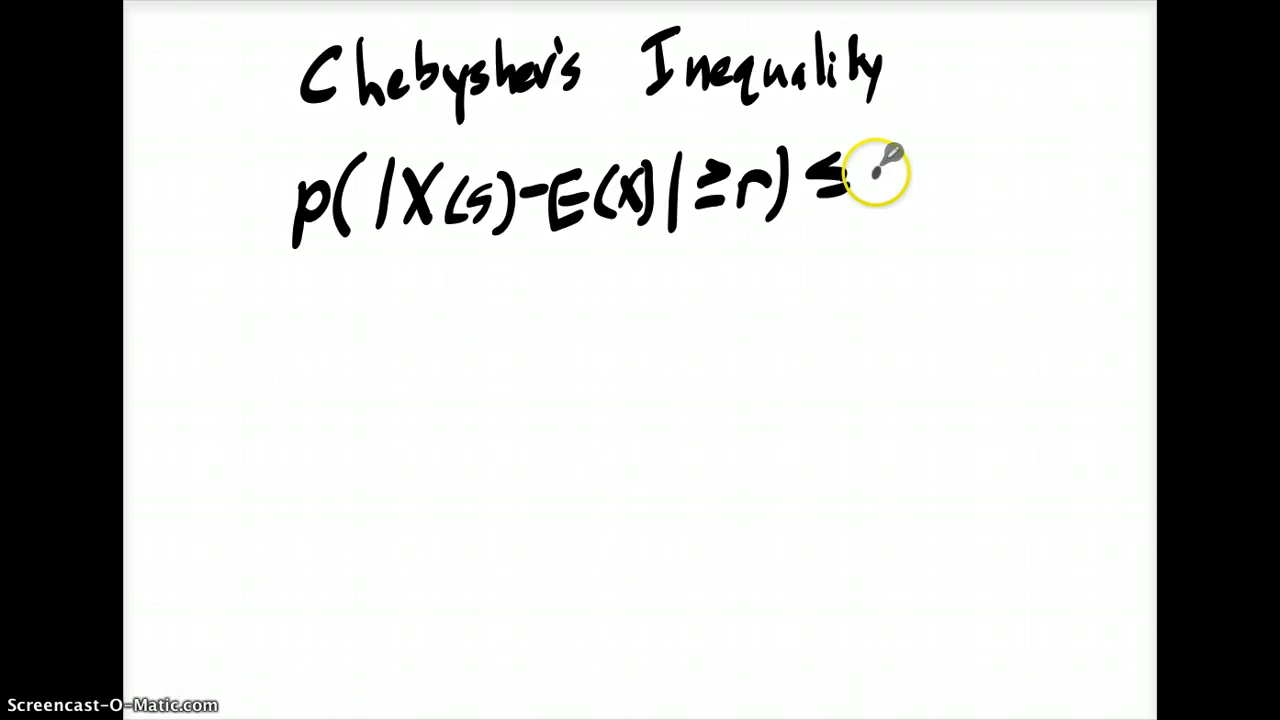 Chebyshev's Inequality
p(|X(s)-E(X)|≥r)≤
Screencast-O-Matic.com